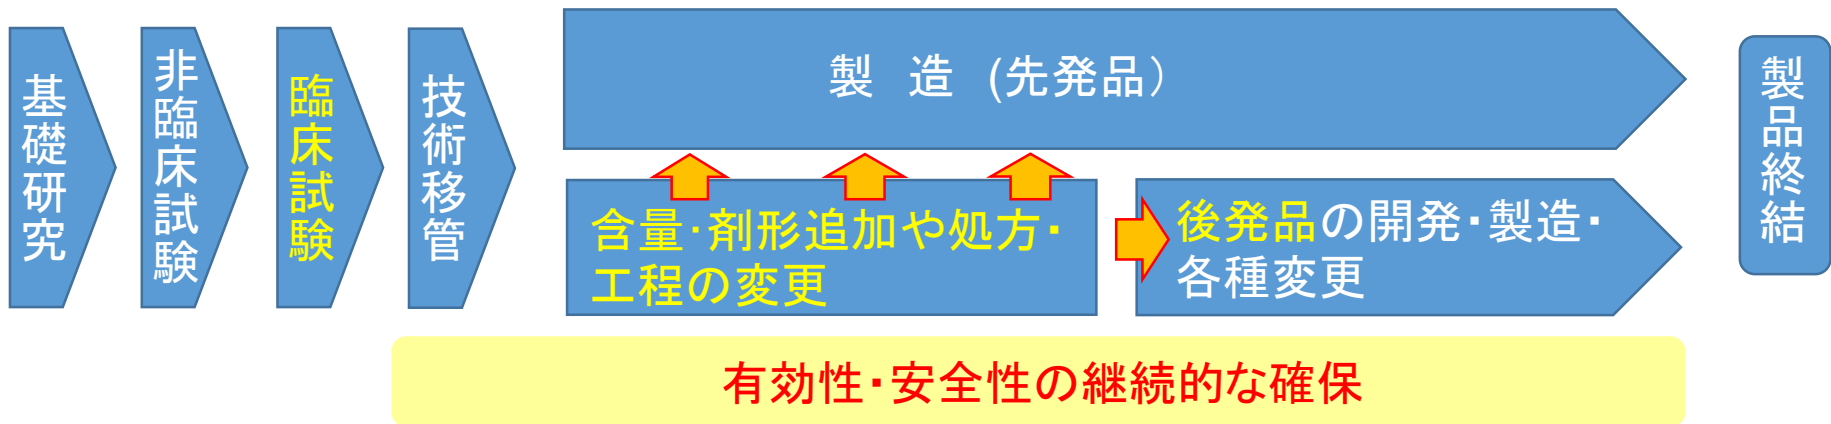 基礎研究
非臨床試験
臨床試験
技術移管
製 造 (先発品）
含量･剤形追加や処方･
工程の変更
後発品の開発･製造･
各種変更
製品終結
有効性･安全性の継続的な確保